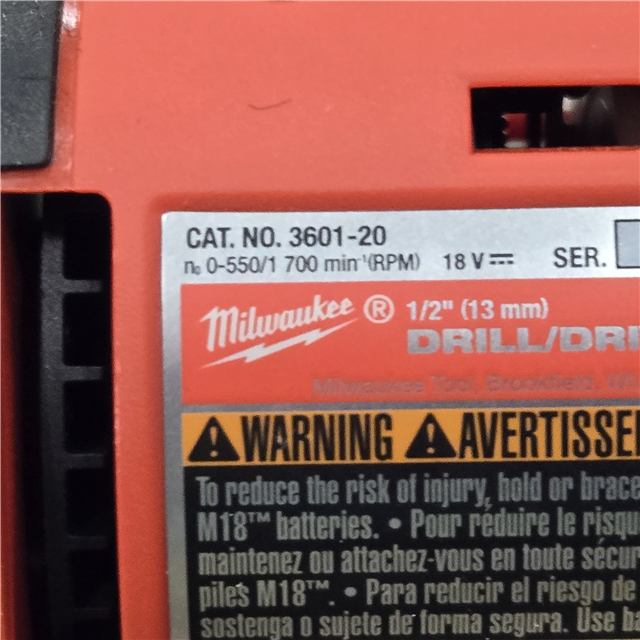 CAT. NO. 3601-20
n₀ 0-550/1 700 min⁻¹(RPM) 18 V⎓ SER.
Milwaukee ® 1/2" (13 mm)
DRILL/DRI
Milwaukee Tool, Brookfield, W
WARNING AVERTISSE
To reduce the risk of injury, hold or brace
M18™ batteries. • Pour réduire le risqu
maintenez ou attachez-vous en toute sécur
piles M18™. • Para reducir el riesgo de
sostenga o sujete de forma segura. Use b